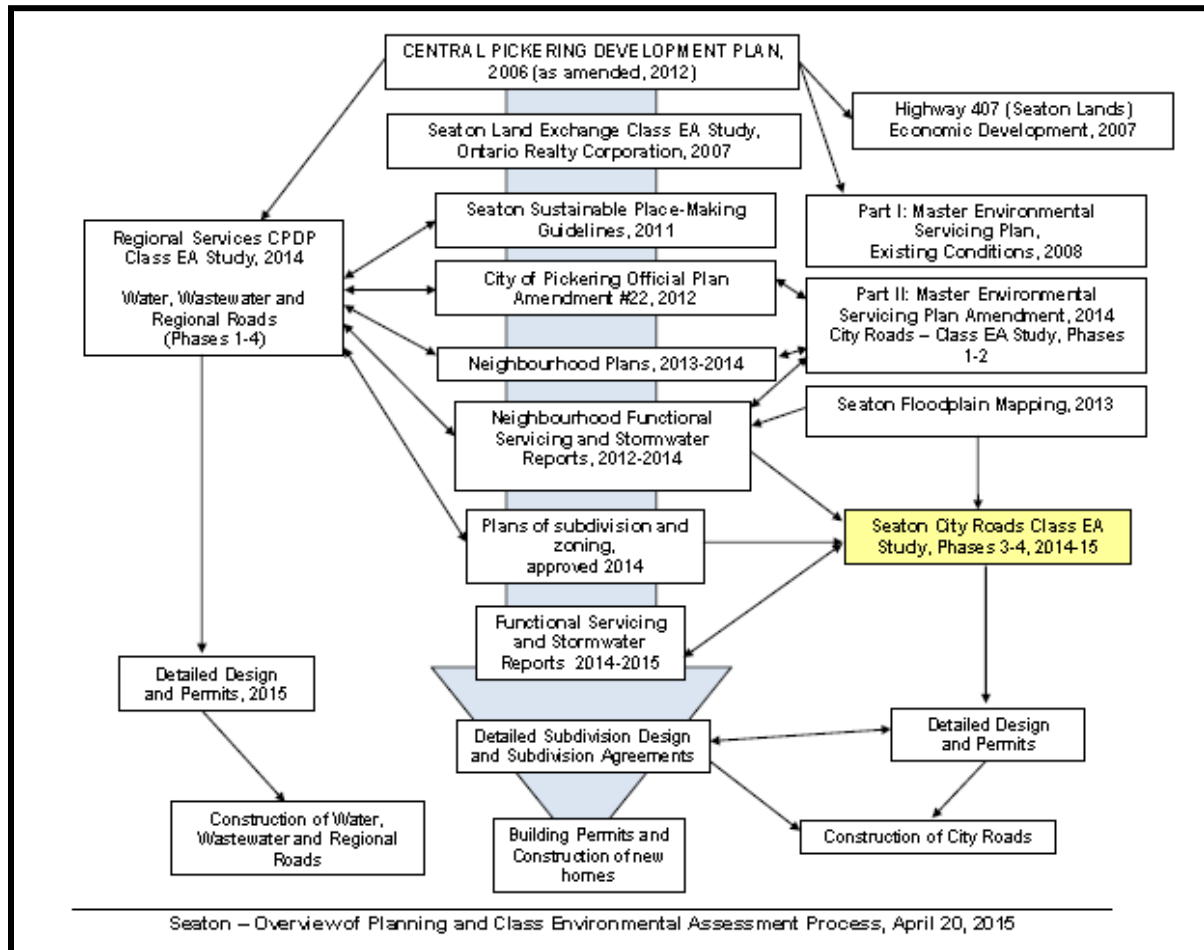 CENTRAL PICKERING DEVELOPMENT PLAN,
2006 (as amended, 2012)
Highway 407 (Seaton Lands)
Economic Development, 2007
Seaton Land Exchange Class EA Study,
Ontario Realty Corporation, 2007
Seaton Sustainable Place-Making
Guidelines, 2011
Part I: Master Environmental
Servicing Plan,
Existing Conditions, 2008
Regional Services CPDP
Class EA Study, 2014
Water, Wastewater and
Regional Roads
(Phases 1-4)
City of Pickering Official Plan
Amendment #22, 2012
Part II: Master Environmental
Servicing Plan Amendment, 2014
City Roads – Class EA Study, Phases
1-2
Neighbourhood Plans, 2013-2014
Seaton Floodplain Mapping, 2013
Neighbourhood Functional
Servicing and Stormwater
Reports, 2012-2014
Plans of subdivision and
zoning,
approved 2014
Seaton City Roads Class EA
Study, Phases 3-4, 2014-15
Functional Servicing
and Stormwater
Reports 2014-2015
Detailed Design
and Permits, 2015
Detailed Subdivision Design
and Subdivision Agreements
Detailed Design
and Permits
Construction of Water,
Wastewater and Regional
Roads
Building Permits and
Construction of new
homes
Construction of City Roads
Seaton – Overview of Planning and Class Environmental Assessment Process, April 20, 2015